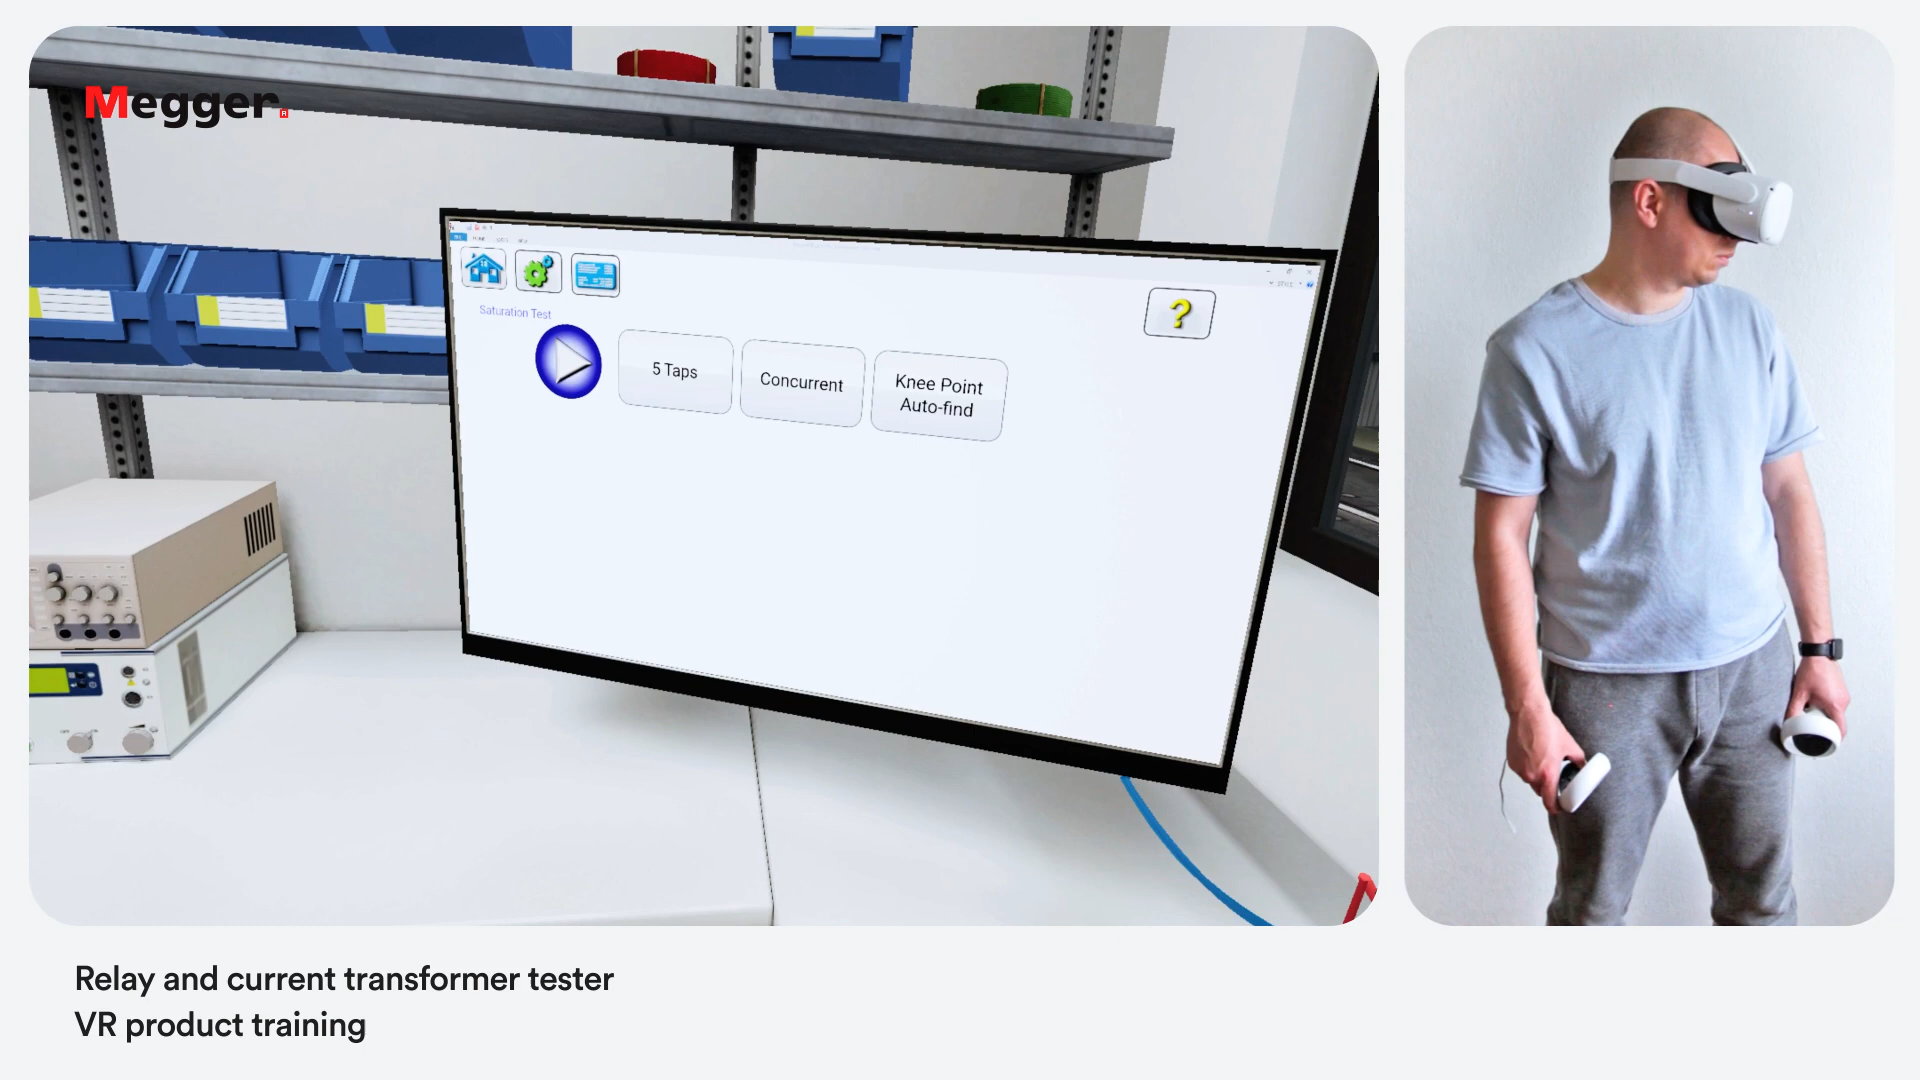 Megger
Saturation Test
5 Taps
Concurrent
Knee Point
Auto-find
?
Relay and current transformer tester
VR product training